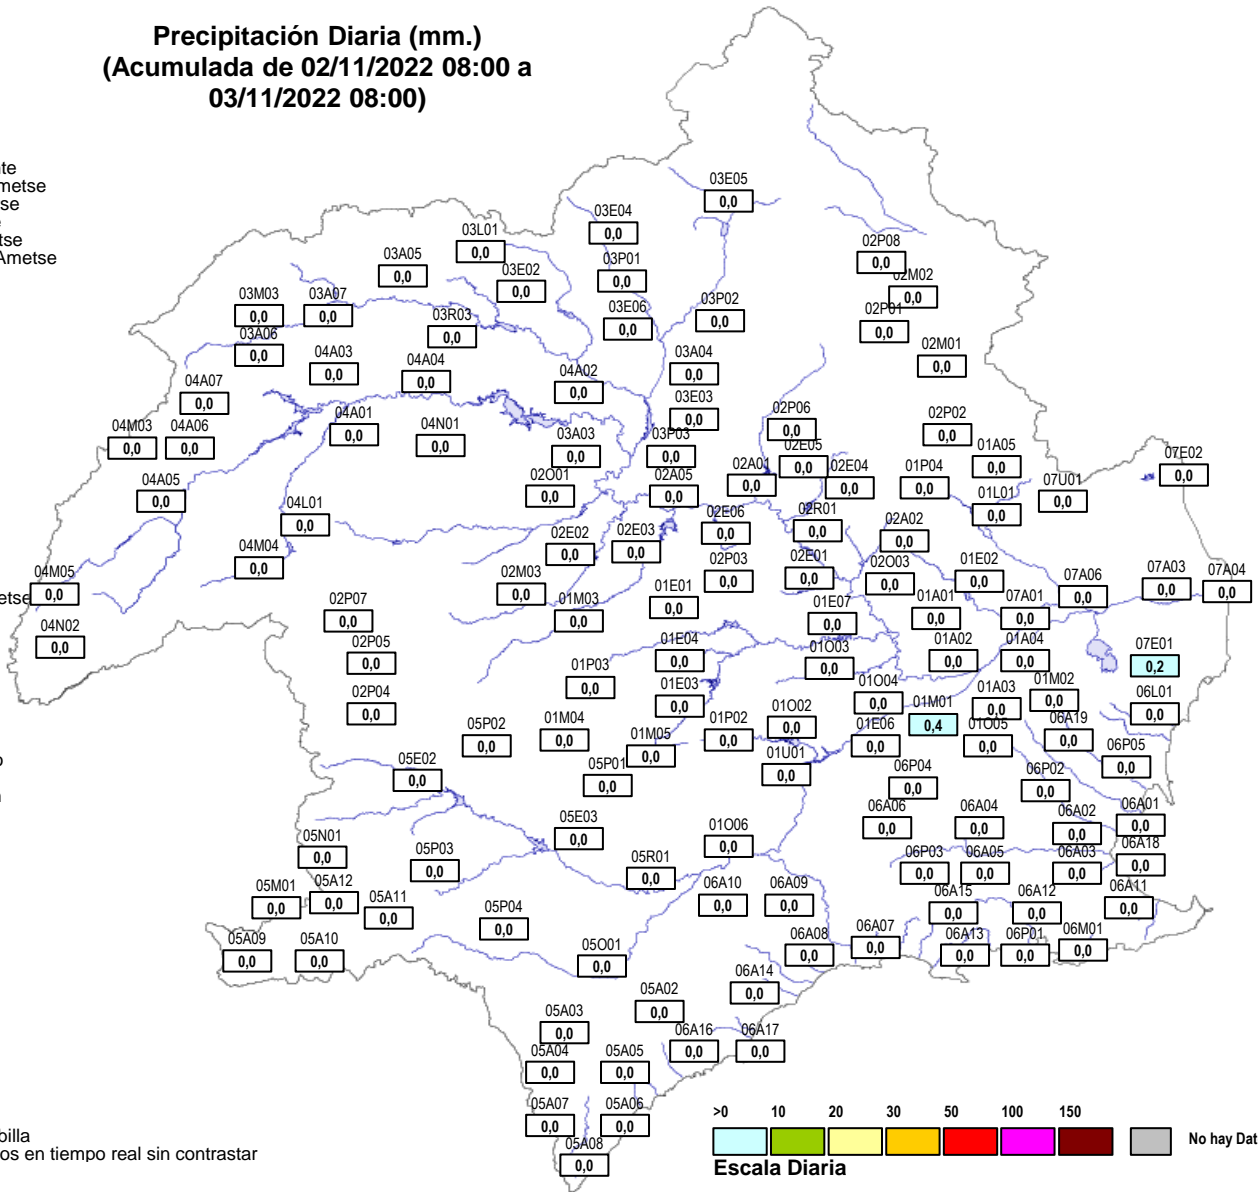 Precipitación Diaria (mm.)
(Acumulada de 02/11/2022 08:00 a
03/11/2022 08:00)
03E05
0,0
03E04
0,0
03L01
0,0
03A05
0,0
03P01
0,0
03E02
0,0
02P08
0,0
02M02
0,0
03M03
0,0
03A07
0,0
03R03
0,0
03E06
0,0
03P02
0,0
02P01
0,0
03A06
0,0
04A03
0,0
04A04
0,0
04A02
0,0
03A04
0,0
02M01
0,0
04A07
0,0
04A01
0,0
04N01
0,0
03E03
0,0
02P06
0,0
02P02
0,0
04M03
0,0
04A06
0,0
03A03
0,0
03P03
0,0
02E05
0,0
01A05
0,0
07E02
0,0
04A05
0,0
02O01
0,0
02A05
0,0
02A01
0,0
02E04
0,0
01P04
0,0
07U01
0,0
04L01
0,0
01L01
0,0
02E06
0,0
02R01
0,0
02A02
0,0
02E02
0,0
02E03
0,0
04M04
0,0
04M05
0,0
02M03
0,0
02P03
0,0
02E01
0,0
02O03
0,0
01E02
0,0
07A06
0,0
07A03
0,0
07A04
0,0
04N02
0,0
02P07
0,0
01M03
0,0
01E01
0,0
01E07
0,0
01A01
0,0
07A01
0,0
02P05
0,0
01E04
0,0
01O03
0,0
01A02
0,0
01A04
0,0
07E01
0,2
02P04
0,0
01P03
0,0
01E03
0,0
01O04
0,0
01M01
0,4
01A03
0,0
01M02
0,0
06L01
0,0
05P02
0,0
01M04
0,0
01M05
0,0
01P02
0,0
01O02
0,0
01E06
0,0
01O05
0,0
06A19
0,0
05E02
0,0
05P01
0,0
01U01
0,0
06P04
0,0
06P02
0,0
06P05
0,0
05N01
0,0
05P03
0,0
05E03
0,0
01O06
0,0
06A06
0,0
06A04
0,0
06A02
0,0
06A01
0,0
05M01
0,0
05A12
0,0
05A11
0,0
05R01
0,0
06P03
0,0
06A05
0,0
06A03
0,0
06A18
0,0
05P04
0,0
06A10
0,0
06A09
0,0
06A15
0,0
06A12
0,0
06A11
0,0
05A09
0,0
05A10
0,0
05O01
0,0
06A08
0,0
06A07
0,0
06A13
0,0
06P01
0,0
06M01
0,0
05A02
0,0
06A14
0,0
05A03
0,0
06A16
0,0
06A17
0,0
05A04
0,0
05A05
0,0
05A07
0,0
05A06
0,0
05A08
0,0
>0 10 20 30 50 100 150
No hay Dat
Escala Diaria
os en tiempo real sin contrastar